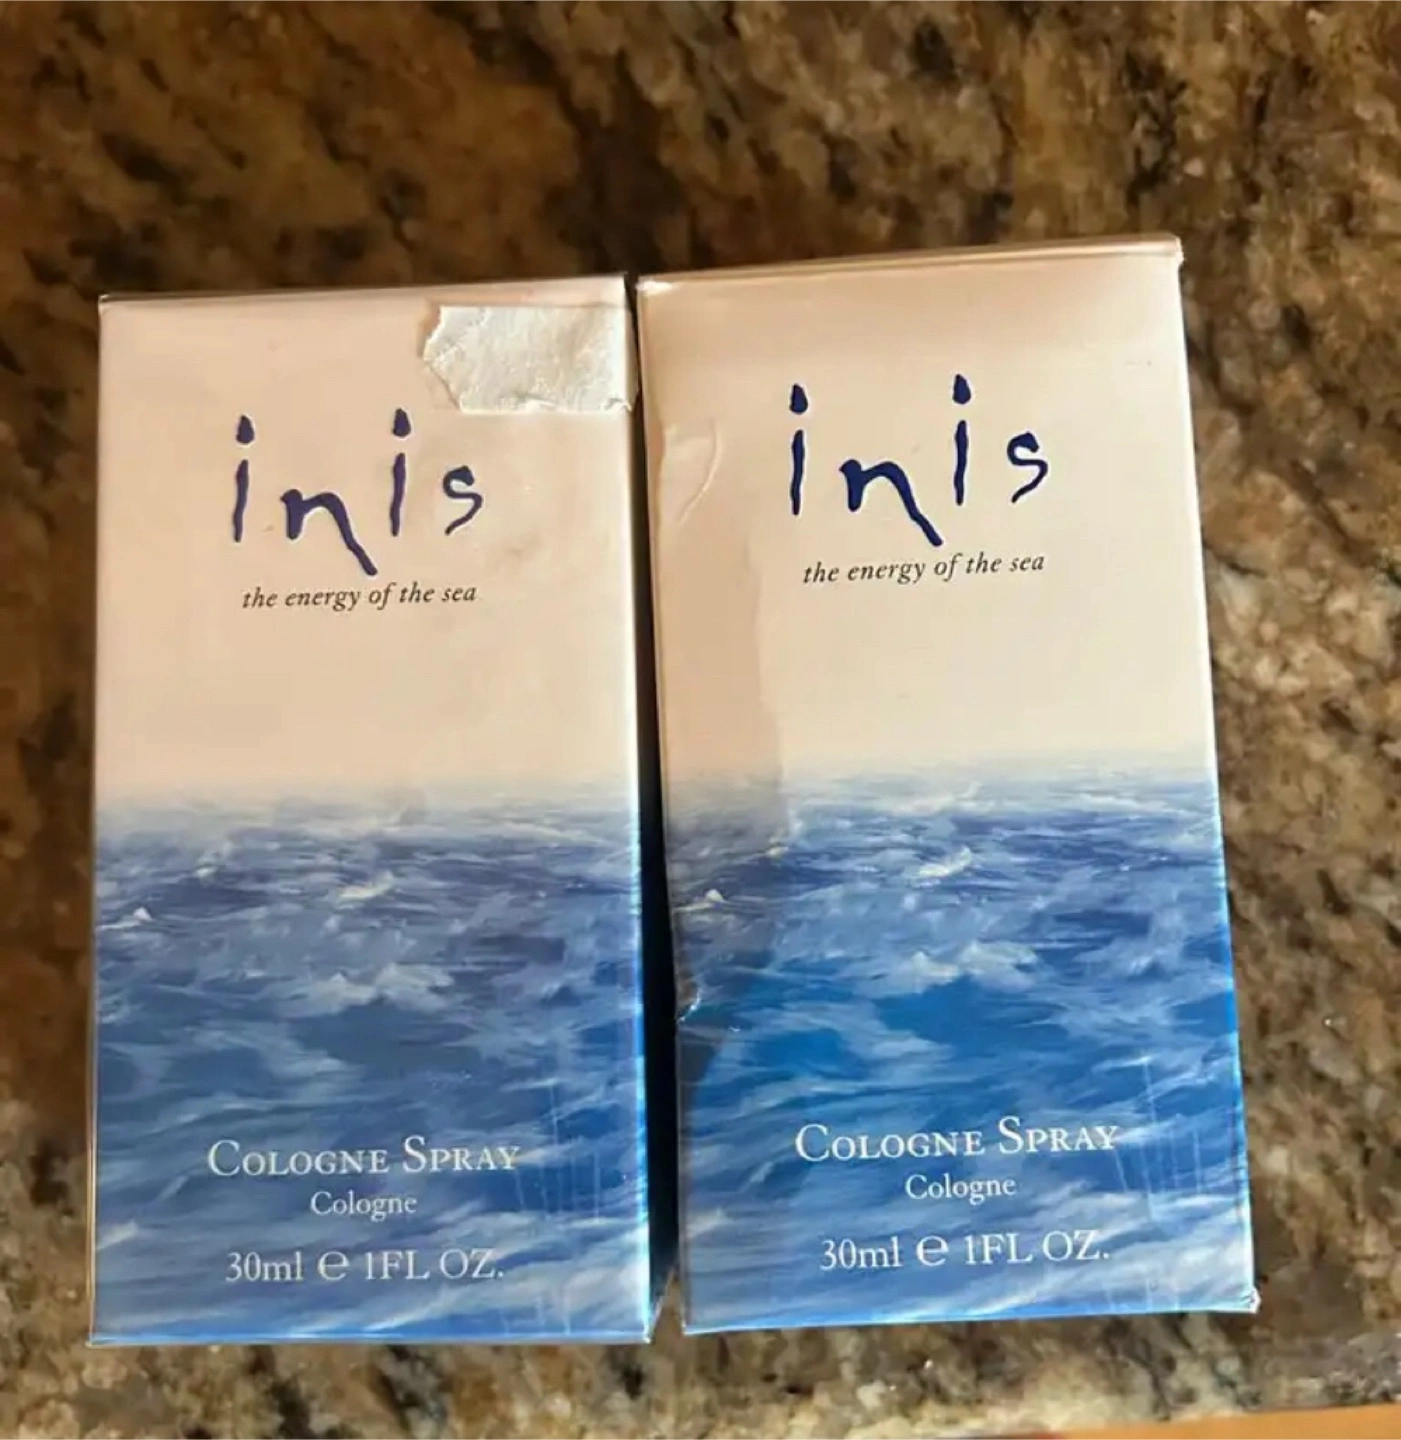 inis
the energy of the sea
COLOGNE SPRAY
Cologne
30ml e 1FL OZ.
inis
the energy of the sea
COLOGNE SPRAY
Cologne
30ml e 1FL OZ.